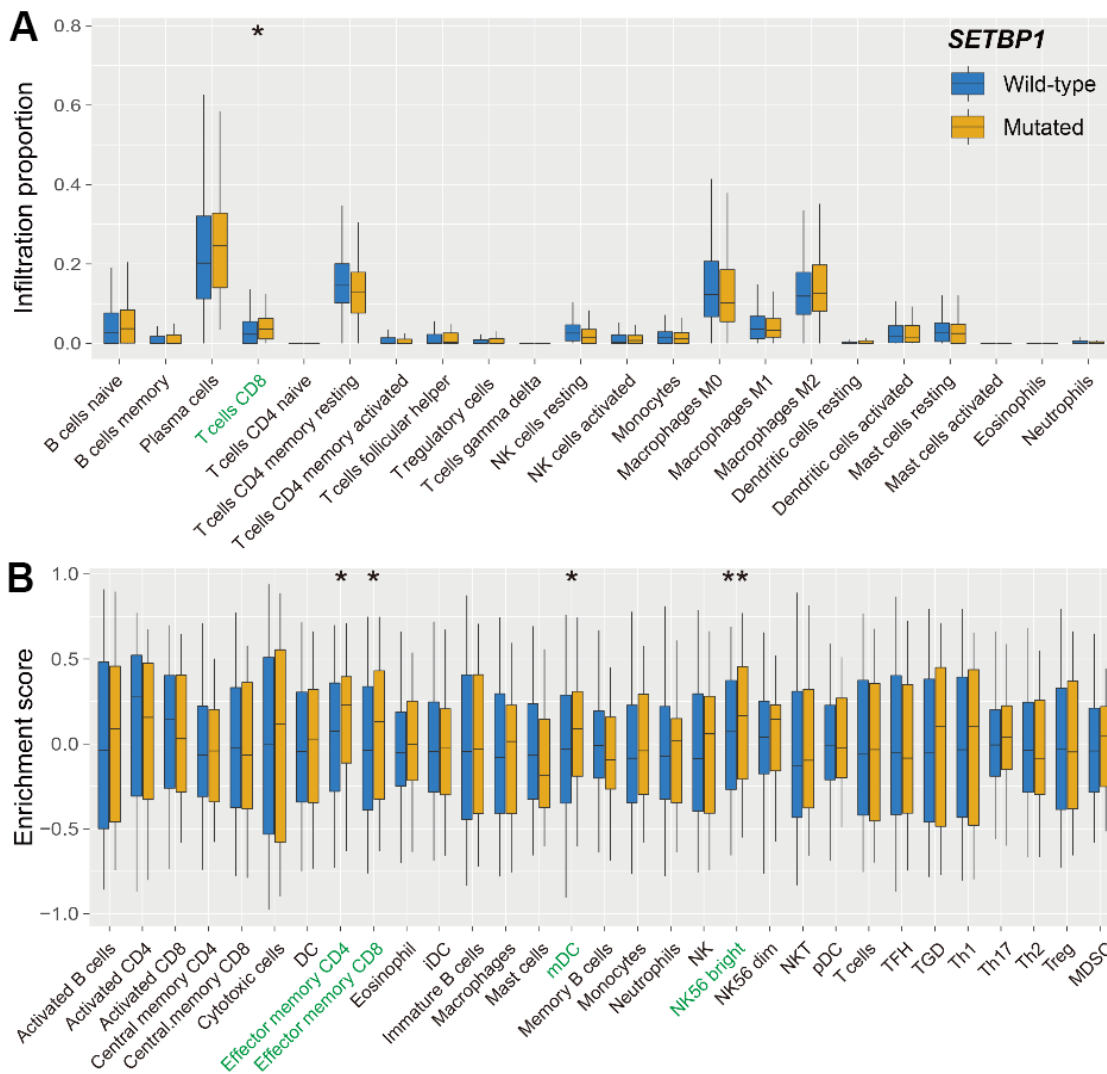 A
*
SETBP1
Wild-type
Mutated
Infiltration proportion
0.8
0.6
0.4
0.2
0.0
B cells naive
B cells memory
Plasma cells
T cells CD8
T cells CD4 naive
T cells CD4 memory resting
T cells CD4 memory activated
T cells follicular helper
T regulatory cells
T cells gamma delta
NK cells resting
NK cells activated
Monocytes
Macrophages M0
Macrophages M1
Macrophages M2
Dendritic cells resting
Dendritic cells activated
Mast cells resting
Mast cells activated
Eosinophils
Neutrophils
B
* * * **
Enrichment score
1.0
0.5
0.0
−0.5
−1.0
Activated B cells
Activated CD4
Activated CD8
Central memory CD4
Central.memory CD8
Cytotoxic cells
DC
Effector memory CD4
Effector memory CD8
Eosinophil
iDC
Immature B cells
Macrophages
Mast cells
mDC
Memory B cells
Monocytes
Neutrophils
NK
NK56 bright
NK56 dim
NKT
pDC
T cells
TFH
TGD
Th1
Th17
Th2
Treg
MDSC